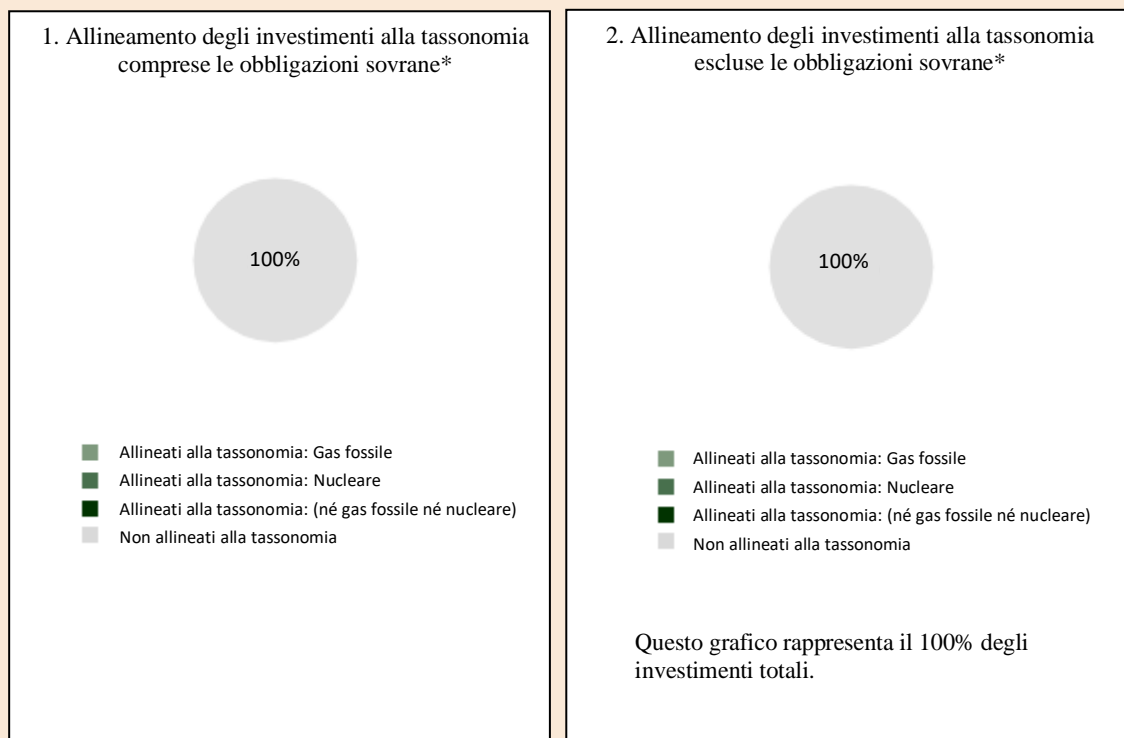 1. Allineamento degli investimenti alla tassonomia
comprese le obbligazioni sovrane*
100%
Allineati alla tassonomia: Gas fossile
Allineati alla tassonomia: Nucleare
Allineati alla tassonomia: (né gas fossile né nucleare)
Non allineati alla tassonomia
2. Allineamento degli investimenti alla tassonomia
escluse le obbligazioni sovrane*
100%
Allineati alla tassonomia: Gas fossile
Allineati alla tassonomia: Nucleare
Allineati alla tassonomia: (né gas fossile né nucleare)
Non allineati alla tassonomia
Questo grafico rappresenta il 100% degli
investimenti totali.